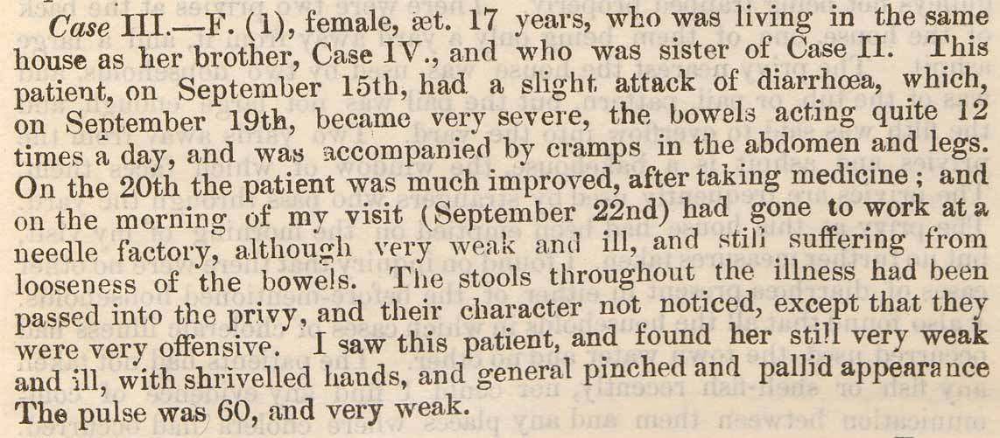 Case III.—F. (1), female, æt. 17 years, who was living in the same
house as her brother, Case IV., and who was sister of Case II. This
patient, on September 15th, had a slight attack of diarrhœa, which,
on September 19th, became very severe, the bowels acting quite 12
times a day, and was accompanied by cramps in the abdomen and legs.
On the 20th the patient was much improved, after taking medicine; and
on the morning of my visit (September 22nd) had gone to work at a
needle factory, although very weak and ill, and still suffering from
looseness of the bowels. The stools throughout the illness had been
passed into the privy, and their character not noticed, except that they
were very offensive. I saw this patient, and found her still very weak
and ill, with shrivelled hands, and general pinched and pallid appearance
The pulse was 60, and very weak.